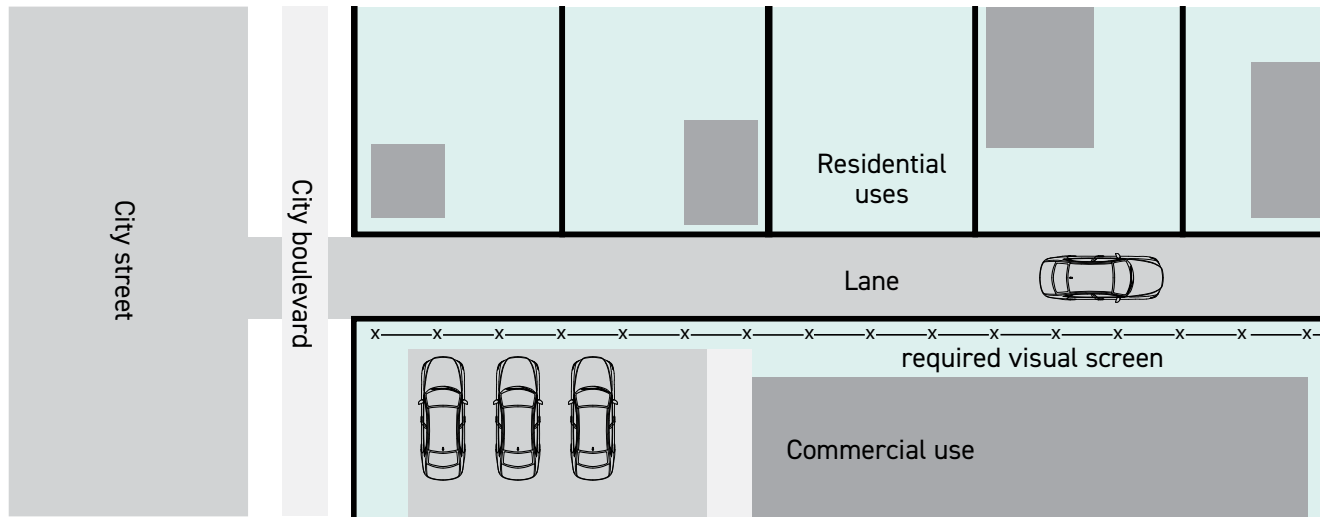 City street
City boulevard
Residential
uses
Lane
x x x x x x x x x x x x x x x x
required visual screen
Commercial use